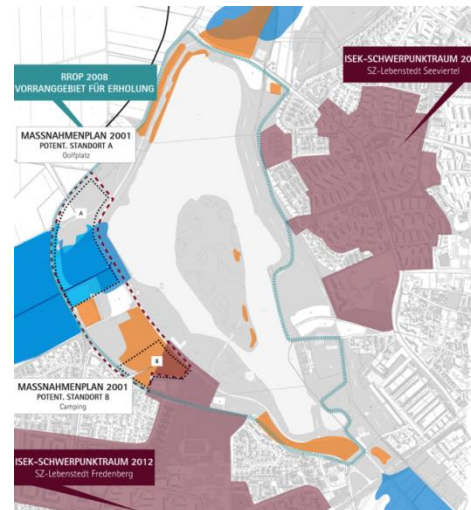 ISEK-SCHWERPUNKTRAUM 20
SZ-Lebenstedt Seeviertel
RROP 2008
VORRANGGEBIET FÜR ERHOLUNG
MASSNAHMENPLAN 2001
POTENT. STANDORT A
Golfplatz
A
B
MASSNAHMENPLAN 2001
POTENT. STANDORT B
Camping
ISEK-SCHWERPUNKTRAUM 2012
SZ-Lebenstedt Fredenberg